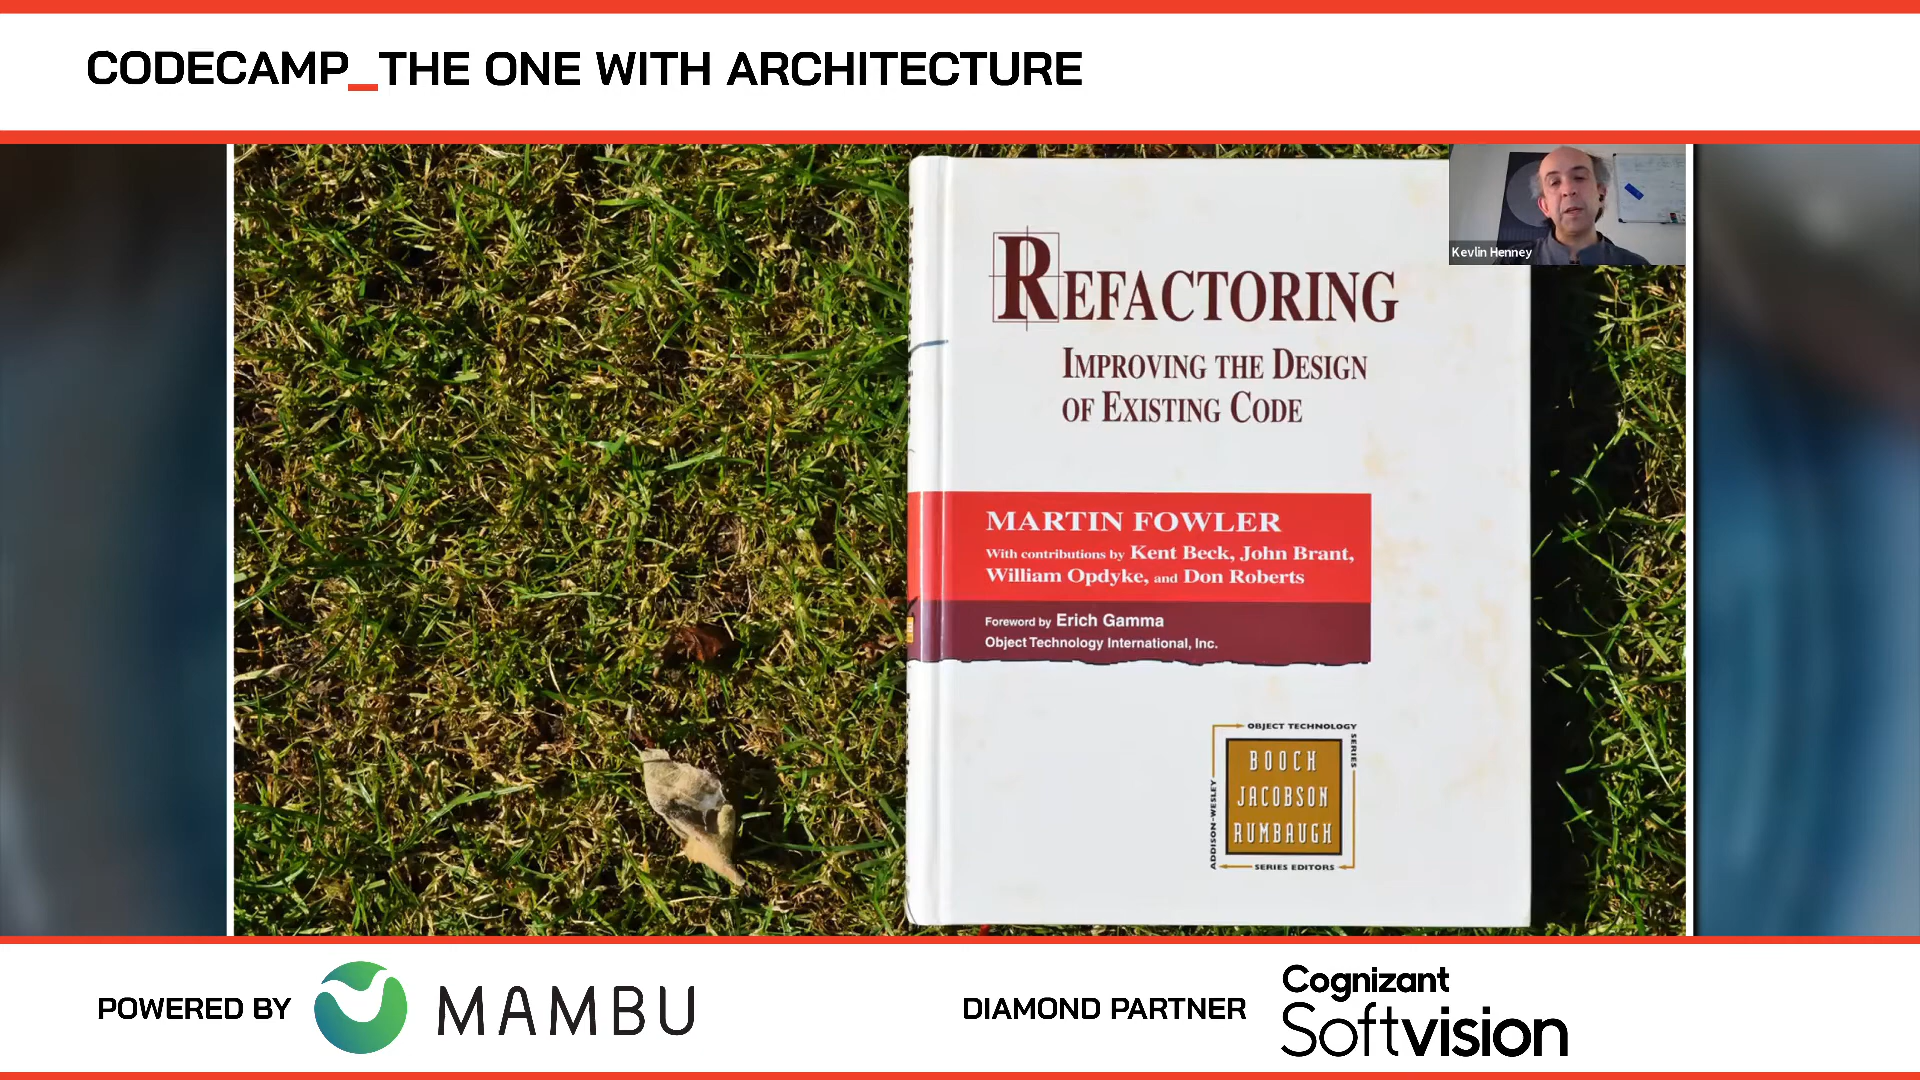 CODECAMP_THE ONE WITH ARCHITECTURE
Kevlin Henney
REFACTORING
IMPROVING THE DESIGN
OF EXISTING CODE
MARTIN FOWLER
With contributions by Kent Beck, John Brant,
William Opdyke, and Don Roberts
Foreword by Erich Gamma
Object Technology International, Inc.
OBJECT TECHNOLOGY
SERIES
BOOCH
JACOBSON
RUMBAUGH
ADDISON-WESLEY
SERIES EDITORS
POWERED BY
MAMBU
DIAMOND PARTNER
Cognizant
Softvision